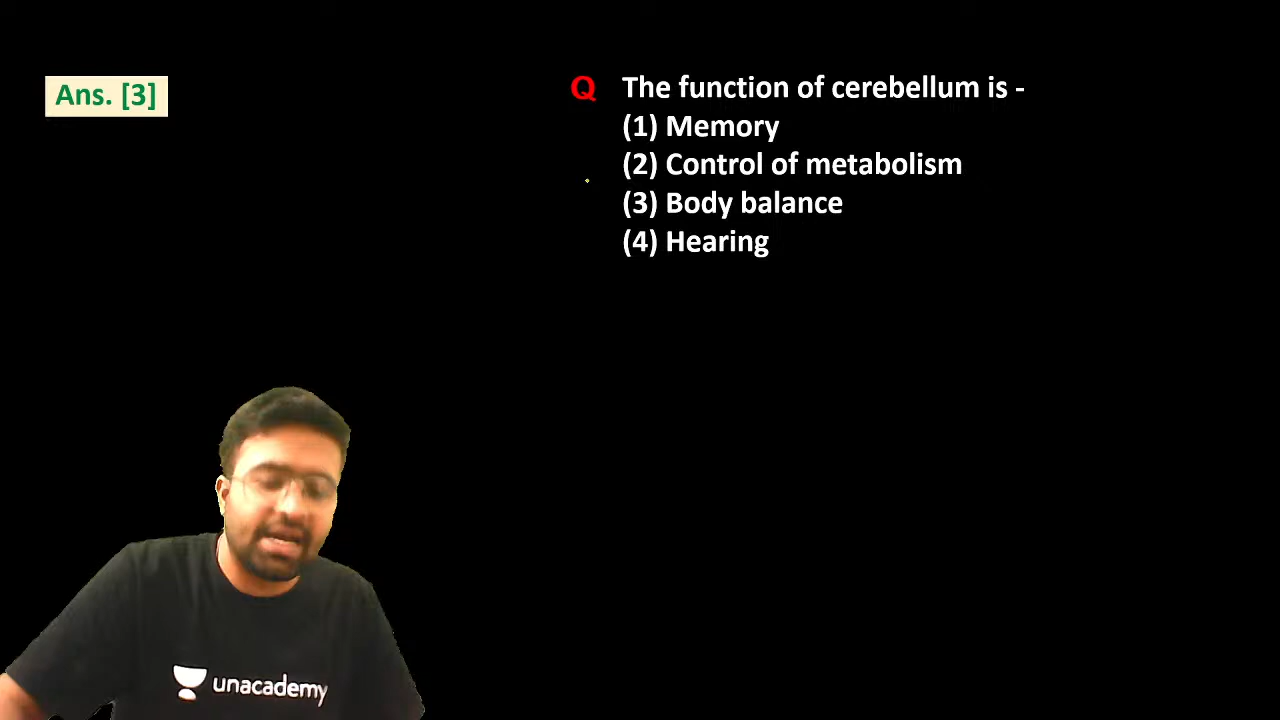 Ans. [3]
Q The function of cerebellum is -
(1) Memory
(2) Control of metabolism
(3) Body balance
(4) Hearing
unacademy